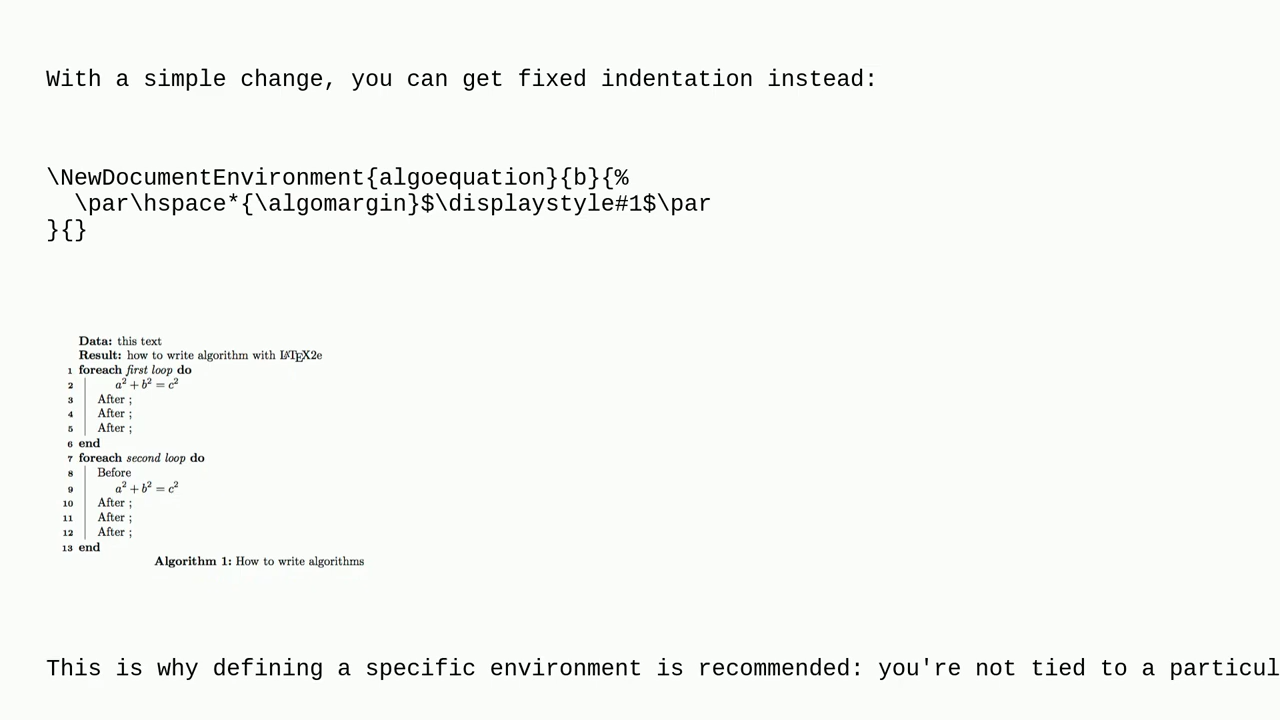 With a simple change, you can get fixed indentation instead:
\NewDocumentEnvironment{algoequation}{b}{%
  \par\hspace*{\algomargin}$\displaystyle#1$\par
}{}
Data: this text
Result: how to write algorithm with LATEX2e
1 foreach first loop do
2 a² + b² = c²
3 After ;
4 After ;
5 After ;
6 end
7 foreach second loop do
8 Before
9 a² + b² = c²
10 After ;
11 After ;
12 After ;
13 end
Algorithm 1: How to write algorithms
This is why defining a specific environment is recommended: you're not tied to a particul